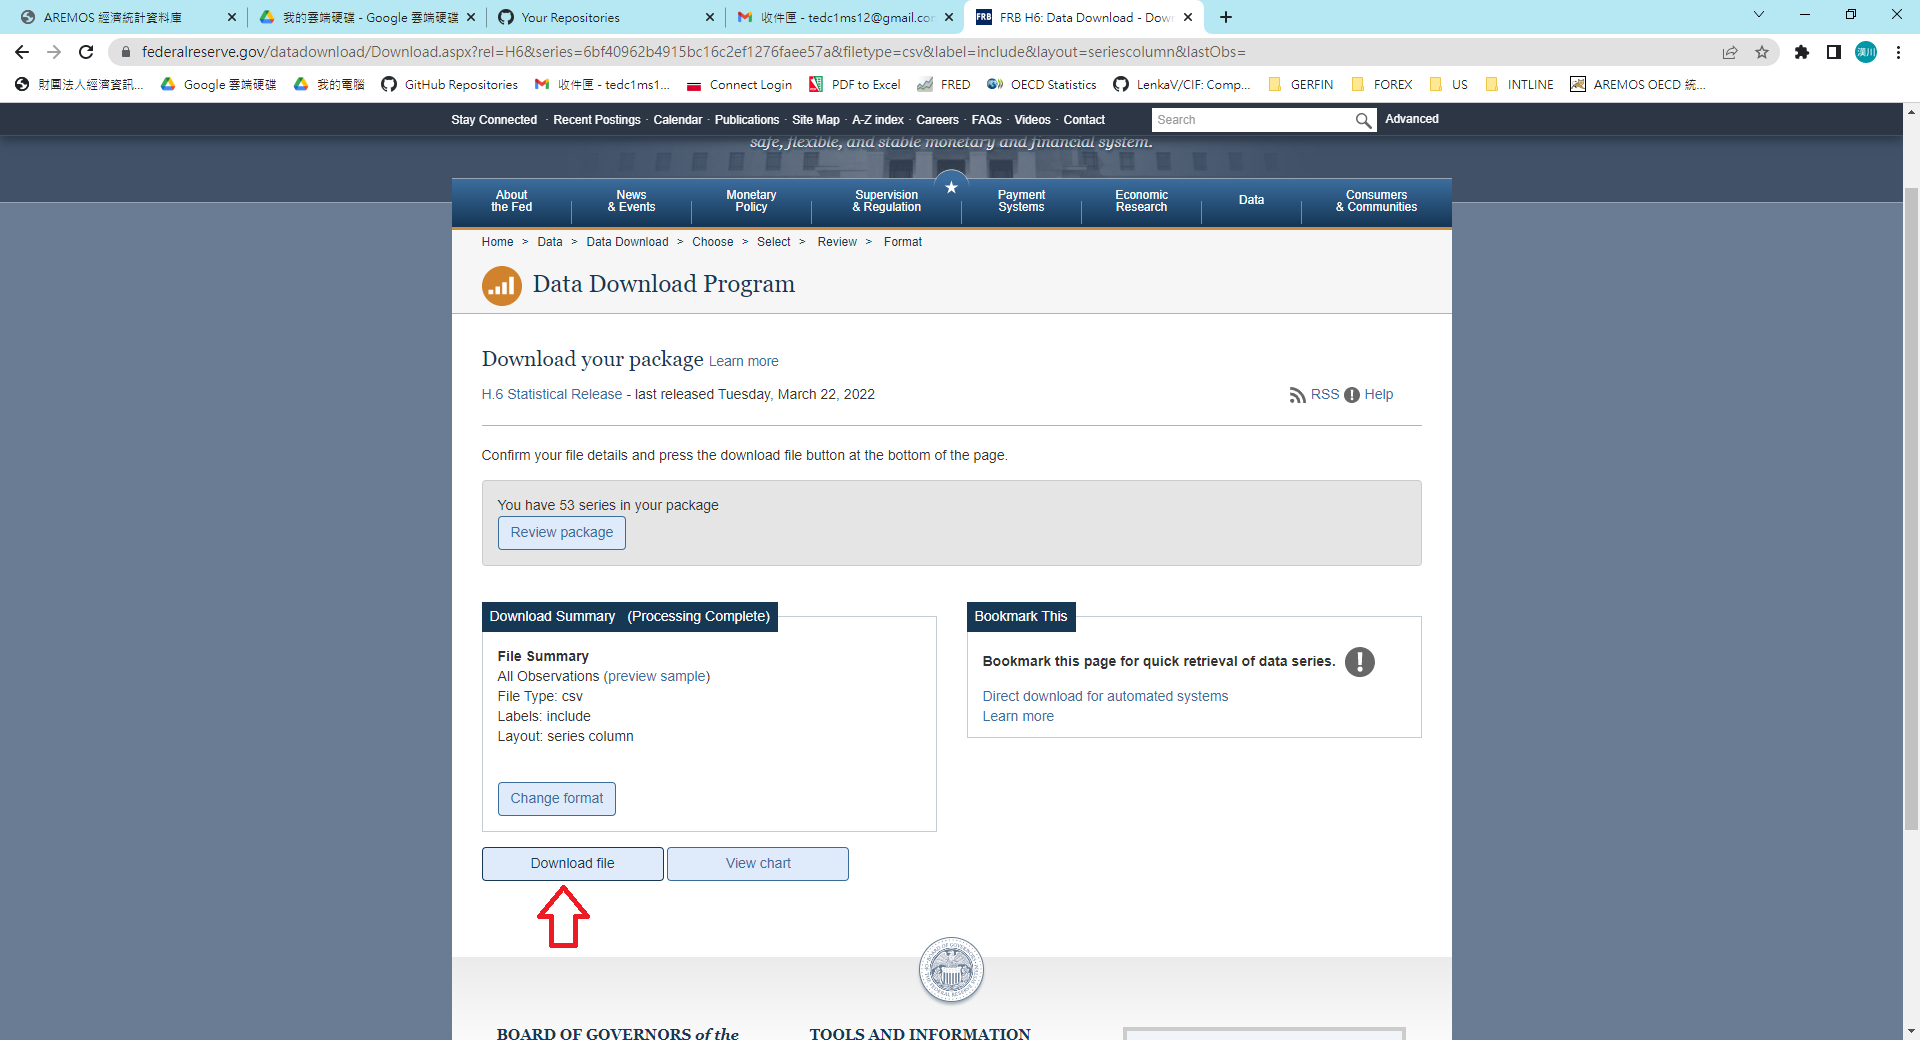 AREMOS 經濟統計資料庫
我的雲端硬碟 - Google 雲端硬碟
Your Repositories
收件匣 - tedc1ms12@gmail.co
FRB
FRB H6: Data Download - Dow
federalreserve.gov/datadownload/Download.aspx?rel=H6&series=6bf40962b4915bc16c2ef1276faee57a&filetype=csv&label=include&layout=seriescolumn&lastObs=
漢川
財團法人經濟資訊...
Google 雲端硬碟
我的電腦
GitHub Repositories
收件匣 - tedc1ms1...
Connect Login
PDF to Excel
FRED
OECD Statistics
LenkaV/CIF: Comp...
GERFIN
FOREX
US
INTLINE
AREMOS OECD 統...
Stay Connected · Recent Postings · Calendar · Publications · Site Map · A-Z index · Careers · FAQs · Videos · Contact
Search
Advanced
safe, flexible, and stable monetary and financial system.
About
the Fed
News
& Events
Monetary
Policy
Supervision
& Regulation
Payment
Systems
Economic
Research
Data
Consumers
& Communities
Home > Data > Data Download > Choose > Select > Review > Format
Data Download Program
Download your package Learn more
H.6 Statistical Release - last released Tuesday, March 22, 2022
RSS
Help
Confirm your file details and press the download file button at the bottom of the page.
You have 53 series in your package
Review package
Download Summary (Processing Complete)
File Summary
All Observations (preview sample)
File Type: csv
Labels: include
Layout: series column
Change format
Bookmark This
Bookmark this page for quick retrieval of data series.
Direct download for automated systems
Learn more
Download file
View chart
BOARD OF GOVERNORS of the
TOOLS AND INFORMATION